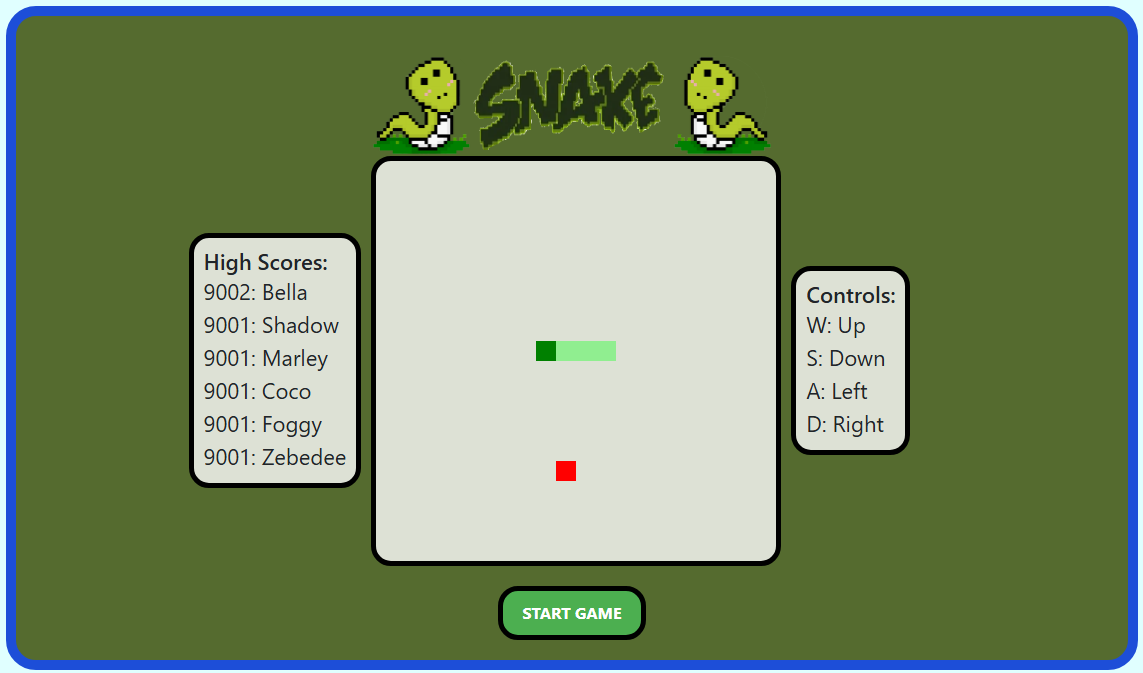 SNAKE
High Scores:
9002: Bella
9001: Shadow
9001: Marley
9001: Coco
9001: Foggy
9001: Zebedee
Controls:
W: Up
S: Down
A: Left
D: Right
START GAME